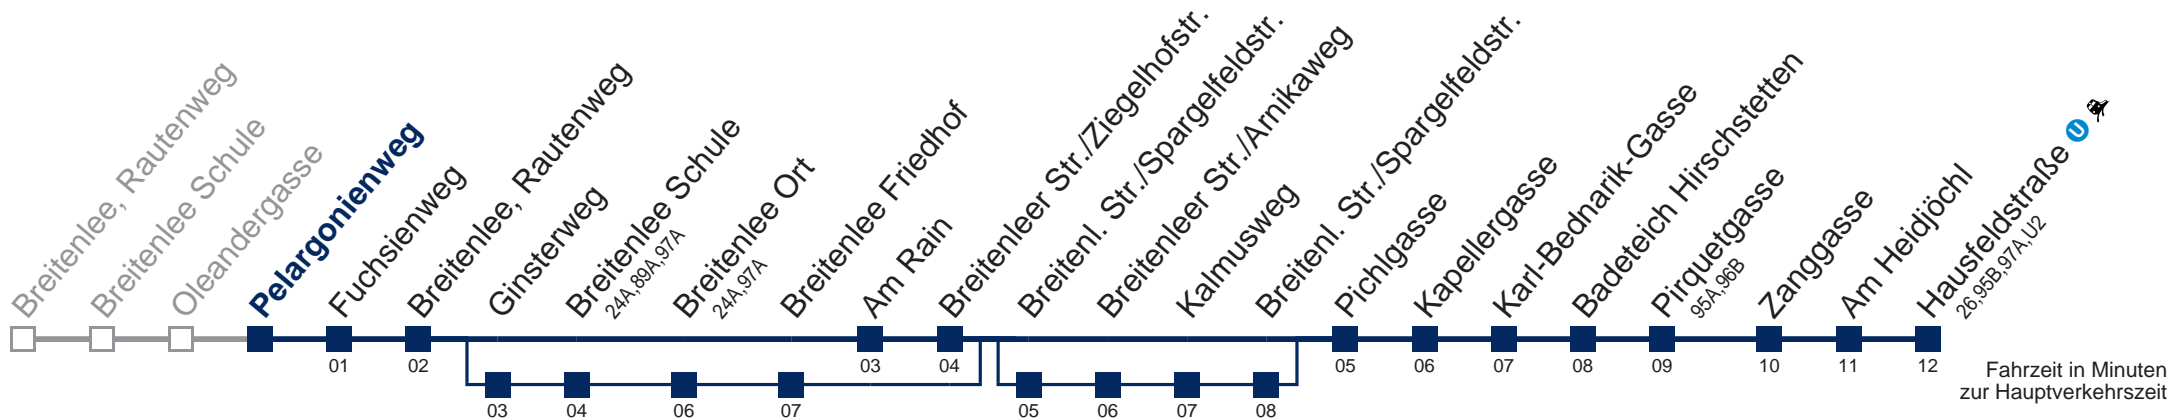 Breitenlee, Rautenweg
Breitenlee Schule
Oleandergasse
Pelargonienweg
Fuchsienweg
Breitenlee, Rautenweg
Ginsterweg
Breitenlee Schule
24A,89A,97A
Breitenlee Ort
24A,97A
Breitenlee Friedhof
Am Rain
Breitenleer Str./Ziegelhofstr.
Breitenl. Str./Spargelfeldstr.
Breitenleer Str./Arnikaweg
Kalmusweg
Breitenl. Str./Spargelfeldstr.
Pichlgasse
Kapellergasse
Karl-Bednarik-Gasse
Badeteich Hirschstetten
Pirquetgasse
95A,96B
Zanggasse
Am Heidjöchl
Hausfeldstraße U
26,95B,97A,U2
01 02 03 04 05 06 07 08 09 10 11 12
03 04 06 07 05 06 07 08
Fahrzeit in Minuten
zur Hauptverkehrszeit